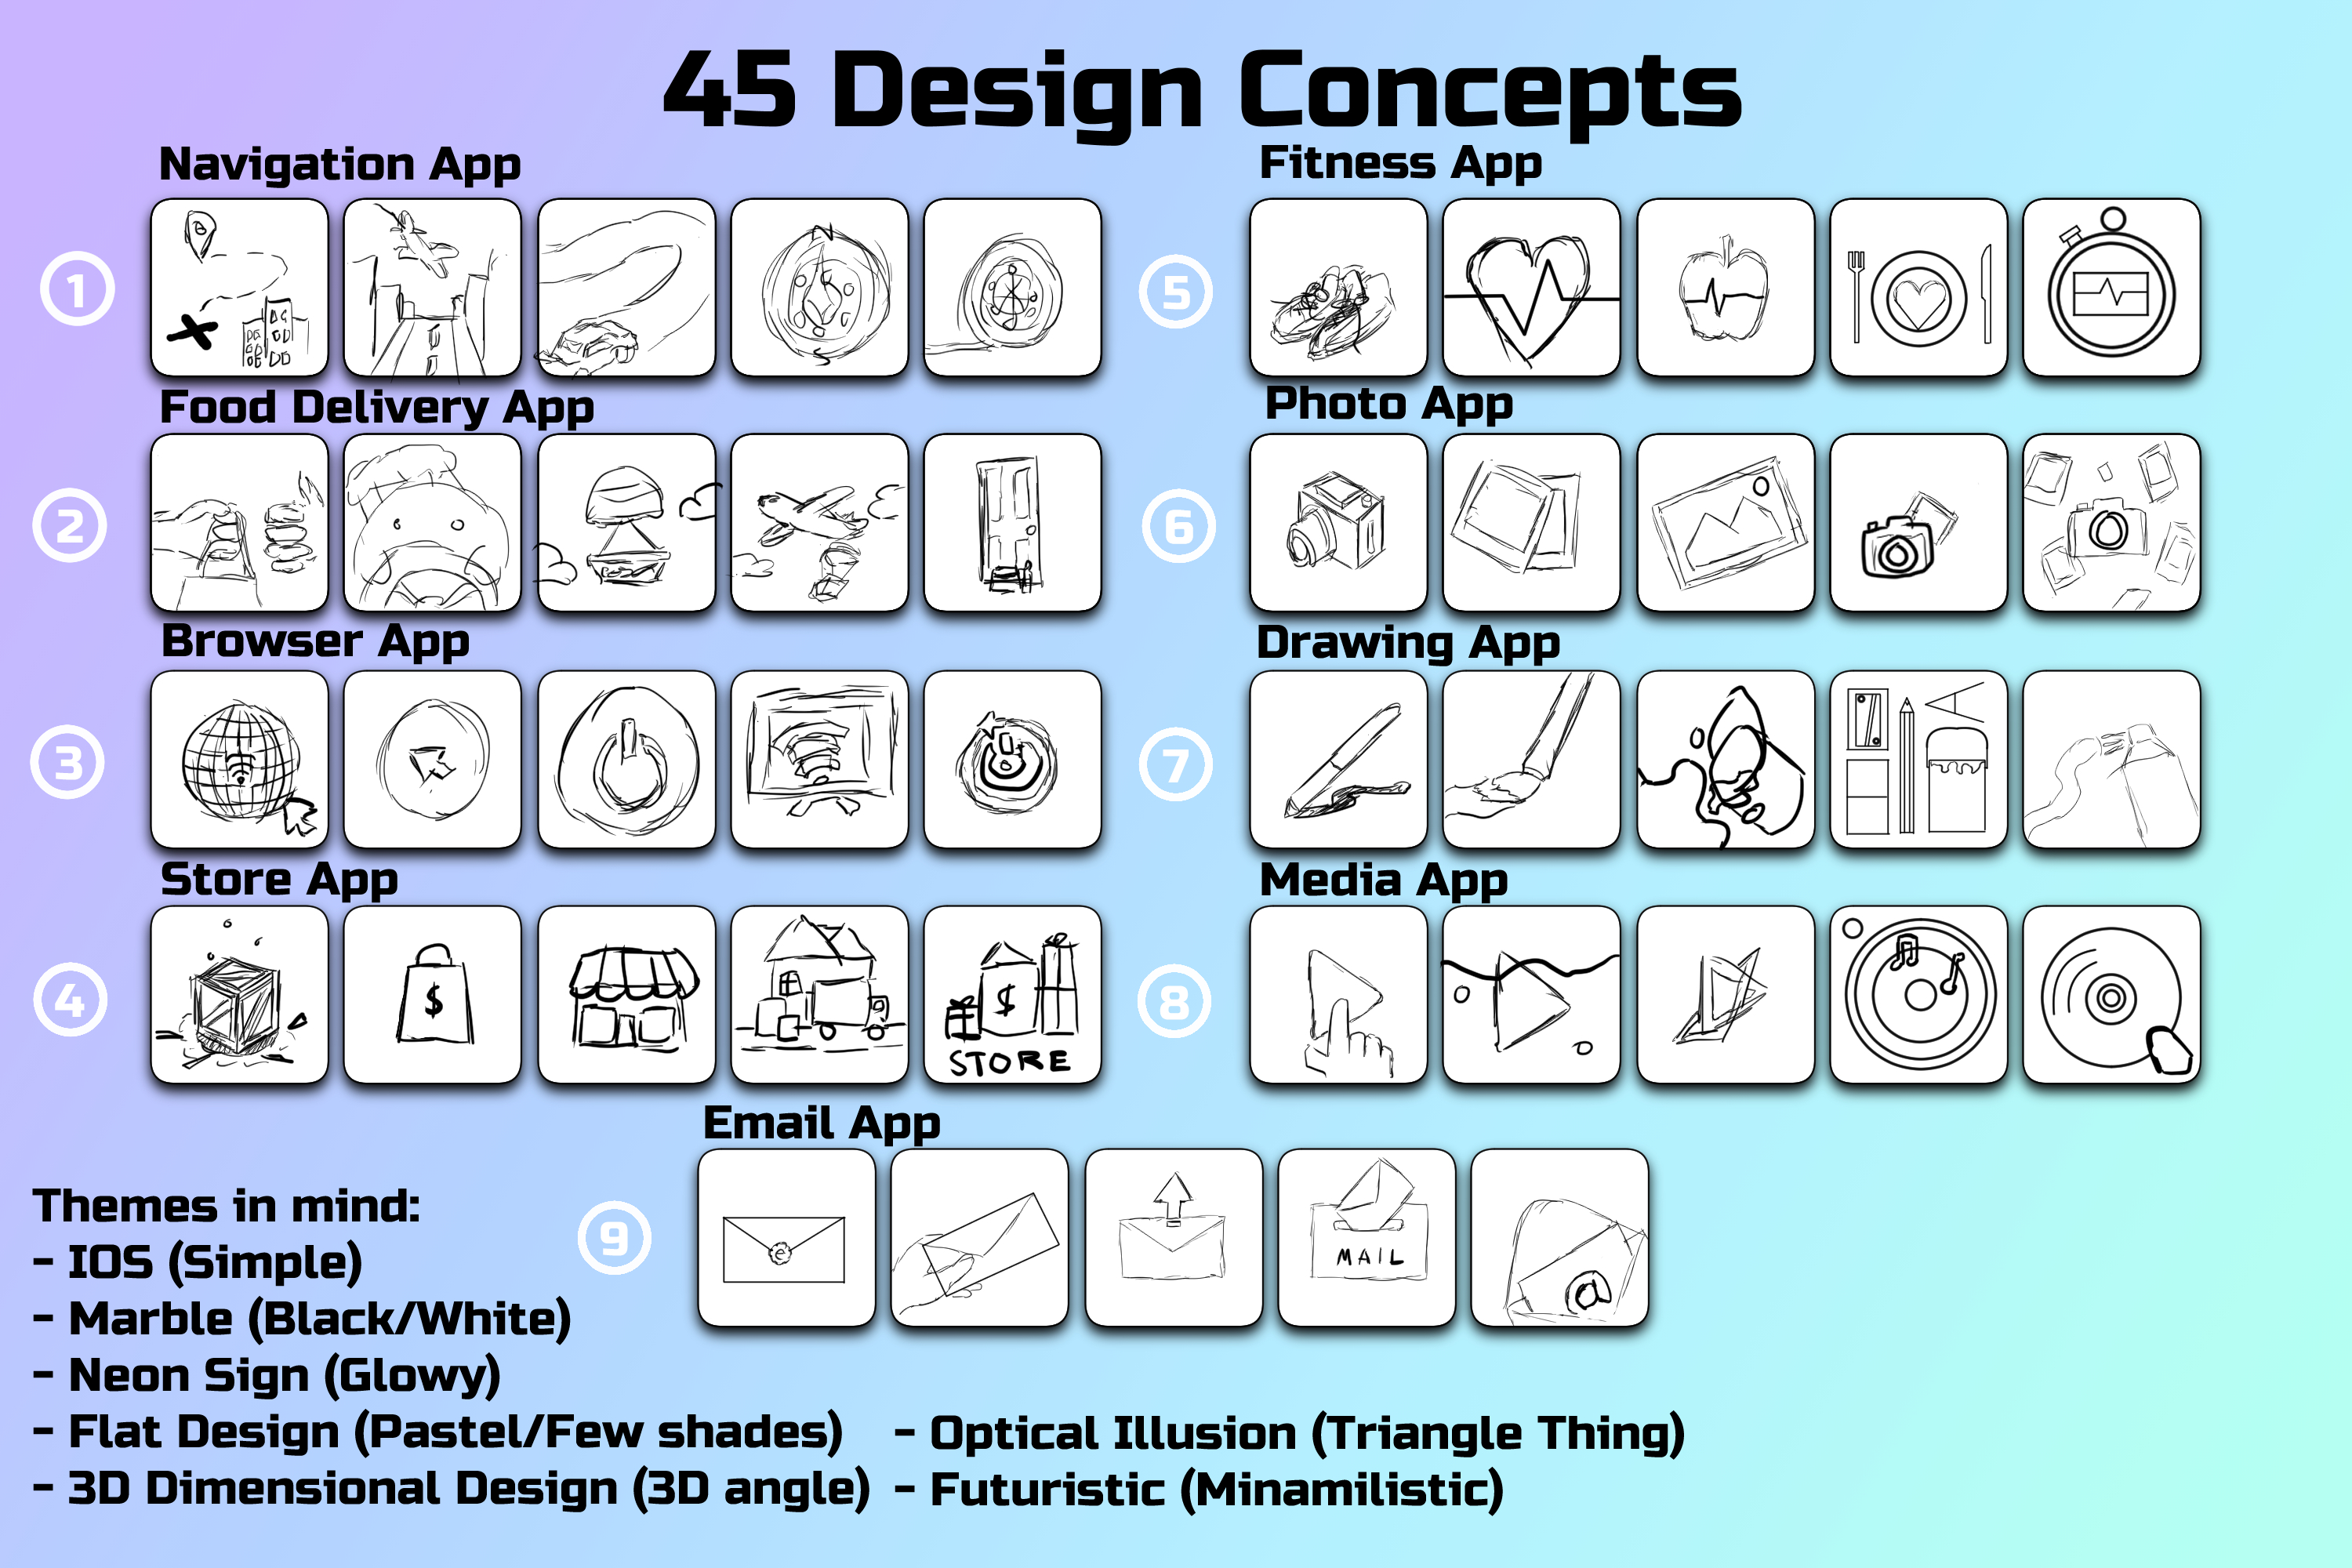 45 Design Concepts
Navigation App
1
N
S
Food Delivery App
2
Browser App
3
Store App
4
$
$
STORE
Fitness App
5
Photo App
6
Drawing App
7
A
Media App
8
Email App
9
e
MAIL
@
Themes in mind:
- IOS (Simple)
- Marble (Black/White)
- Neon Sign (Glowy)
- Flat Design (Pastel/Few shades)
- 3D Dimensional Design (3D angle)
- Optical Illusion (Triangle Thing)
- Futuristic (Minamilistic)